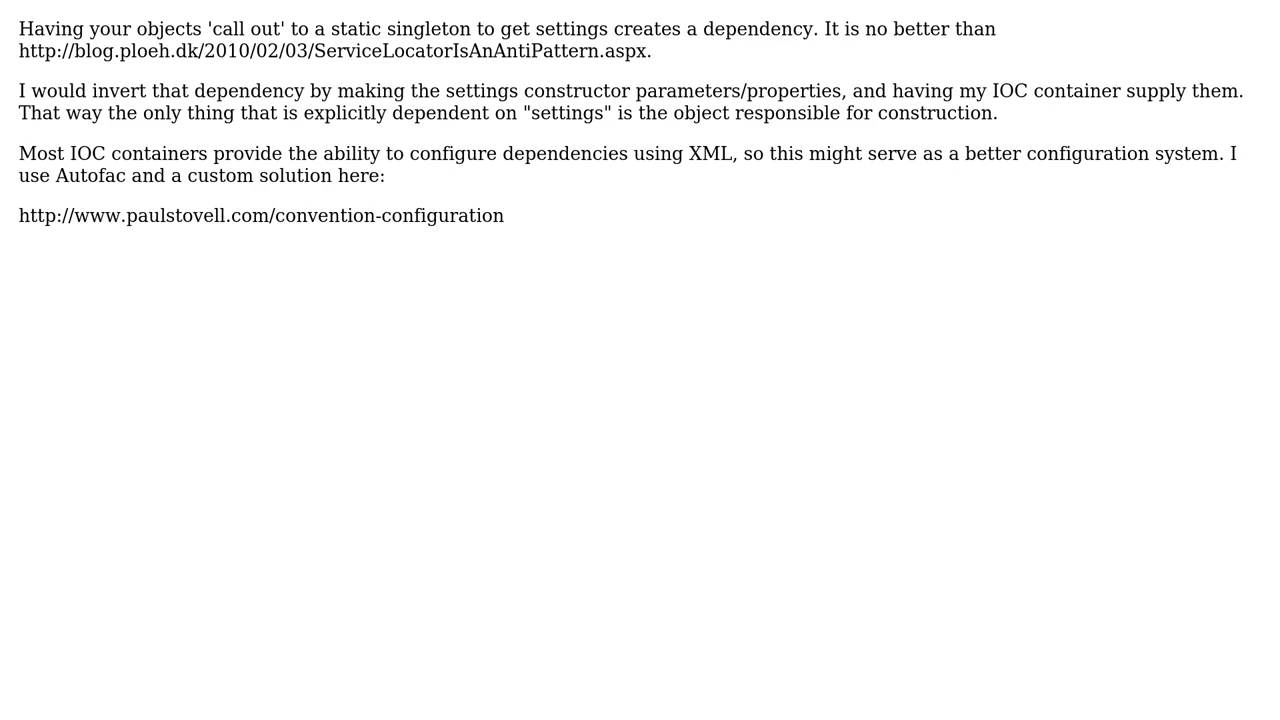 Having your objects 'call out' to a static singleton to get settings creates a dependency. It is no better than
http://blog.ploeh.dk/2010/02/03/ServiceLocatorIsAnAntiPattern.aspx.
I would invert that dependency by making the settings constructor parameters/properties, and having my IOC container supply them.
That way the only thing that is explicitly dependent on "settings" is the object responsible for construction.
Most IOC containers provide the ability to configure dependencies using XML, so this might serve as a better configuration system. I
use Autofac and a custom solution here:
http://www.paulstovell.com/convention-configuration